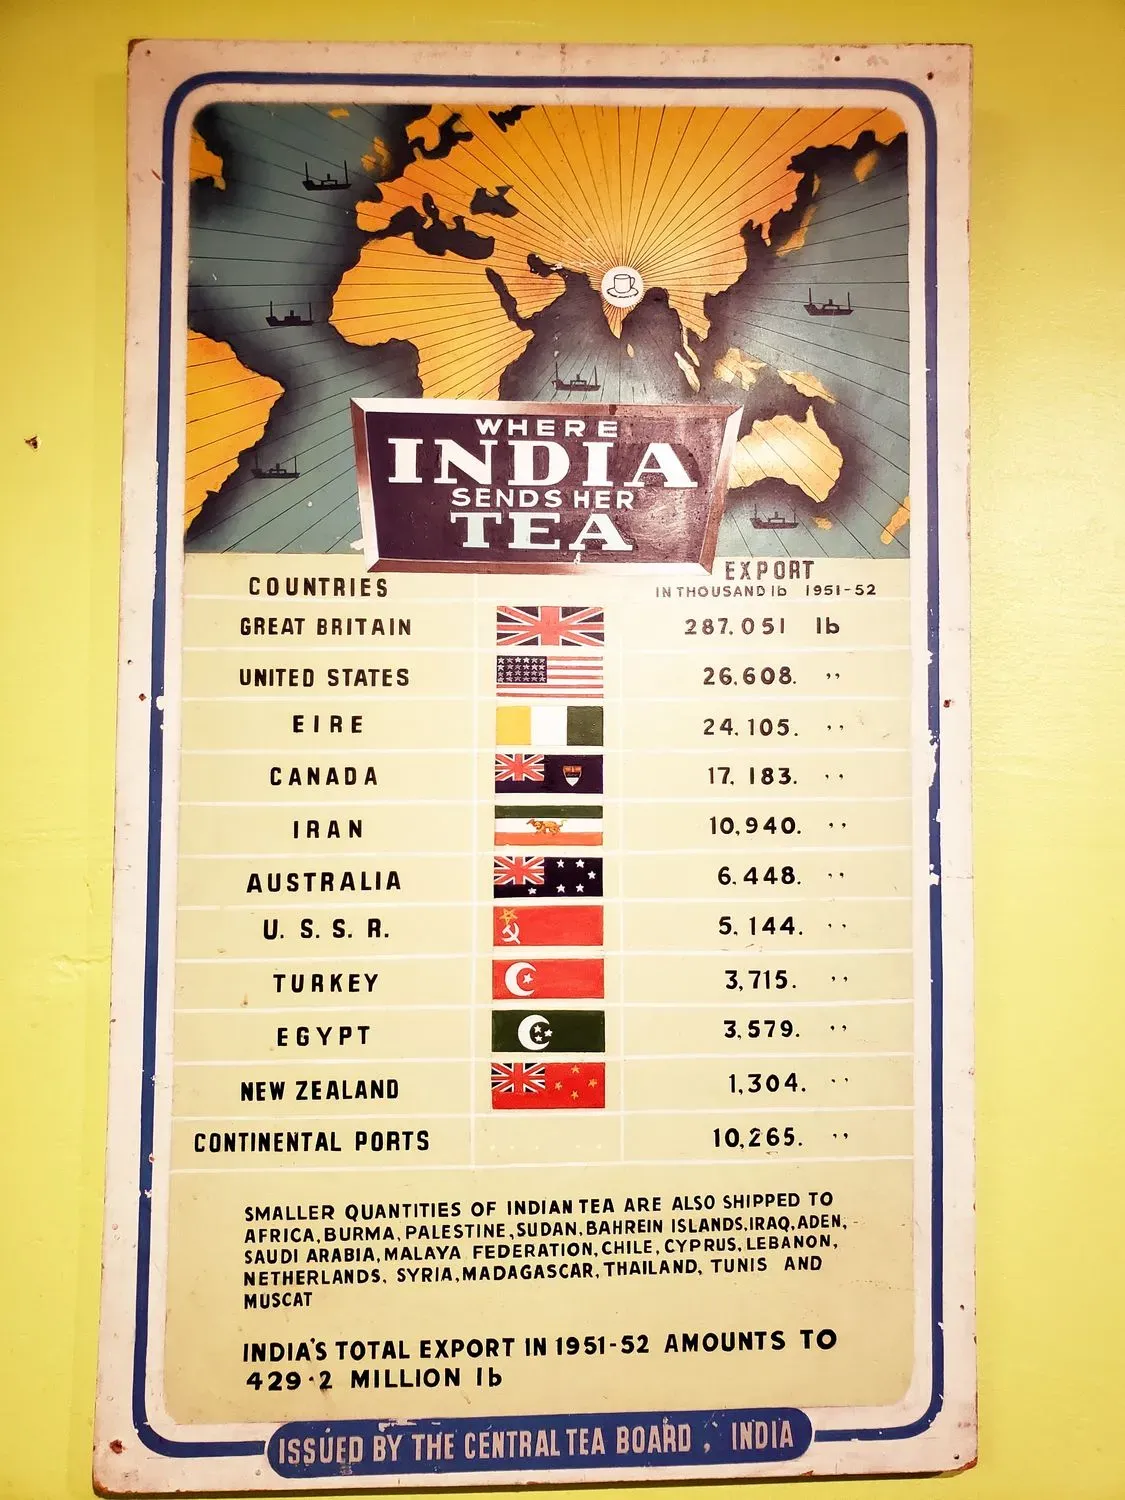 WHERE
INDIA
SENDS HER
TEA
COUNTRIES EXPORT
IN THOUSAND lb 1951-52
GREAT BRITAIN 287.051 lb
UNITED STATES 26.608. ,,
EIRE 24.105. ,,
CANADA 17.183. ,,
IRAN 10,940. ,,
AUSTRALIA 6.448. ,,
U. S. S. R. 5.144. ,,
TURKEY 3,715. ,,
EGYPT 3,579. ,,
NEW ZEALAND 1,304. ,,
CONTINENTAL PORTS 10,265. ,,
SMALLER QUANTITIES OF INDIAN TEA ARE ALSO SHIPPED TO
AFRICA, BURMA, PALESTINE, SUDAN, BAHREIN ISLANDS, IRAQ, ADEN,
SAUDI ARABIA, MALAYA FEDERATION, CHILE, CYPRUS, LEBANON,
NETHERLANDS, SYRIA, MADAGASCAR, THAILAND, TUNIS AND
MUSCAT
INDIA'S TOTAL EXPORT IN 1951-52 AMOUNTS TO
429·2 MILLION lb
ISSUED BY THE CENTRAL TEA BOARD, INDIA